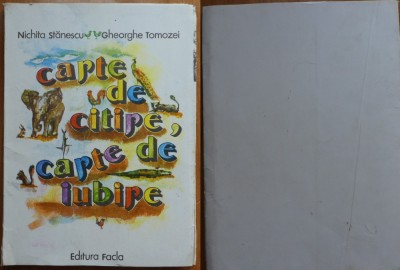 Nichita Stănescu Gheorghe Tomozei
carte
de
citire,
carte de
iubire
Editura Facla